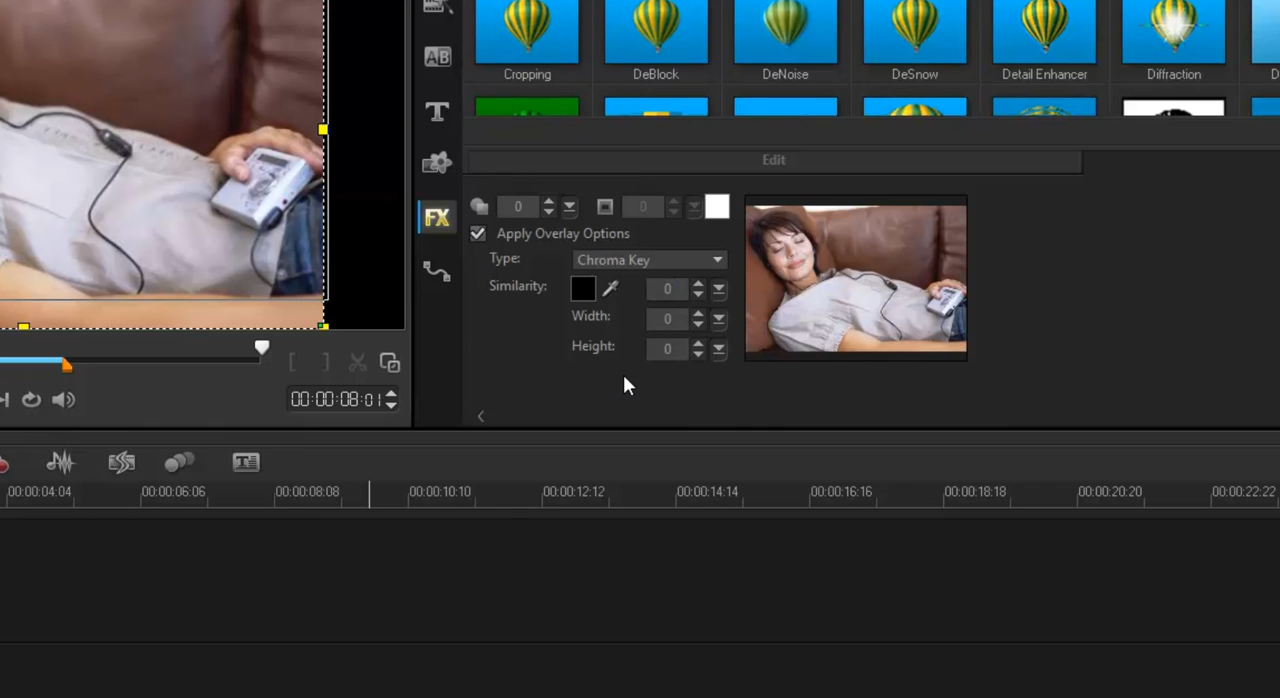 Cropping DeBlock DeNoise DeSnow Detail Enhancer Diffraction D
AB
T
Edit
FX
0 0
Apply Overlay Options
Type: Chroma Key
Similarity: 0
Width: 0
Height: 0
00:00:08:01
T
00:00:04:04 00:00:06:06 00:00:08:08 00:00:10:10 00:00:12:12 00:00:14:14 00:00:16:16 00:00:18:18 00:00:20:20 00:00:22:22